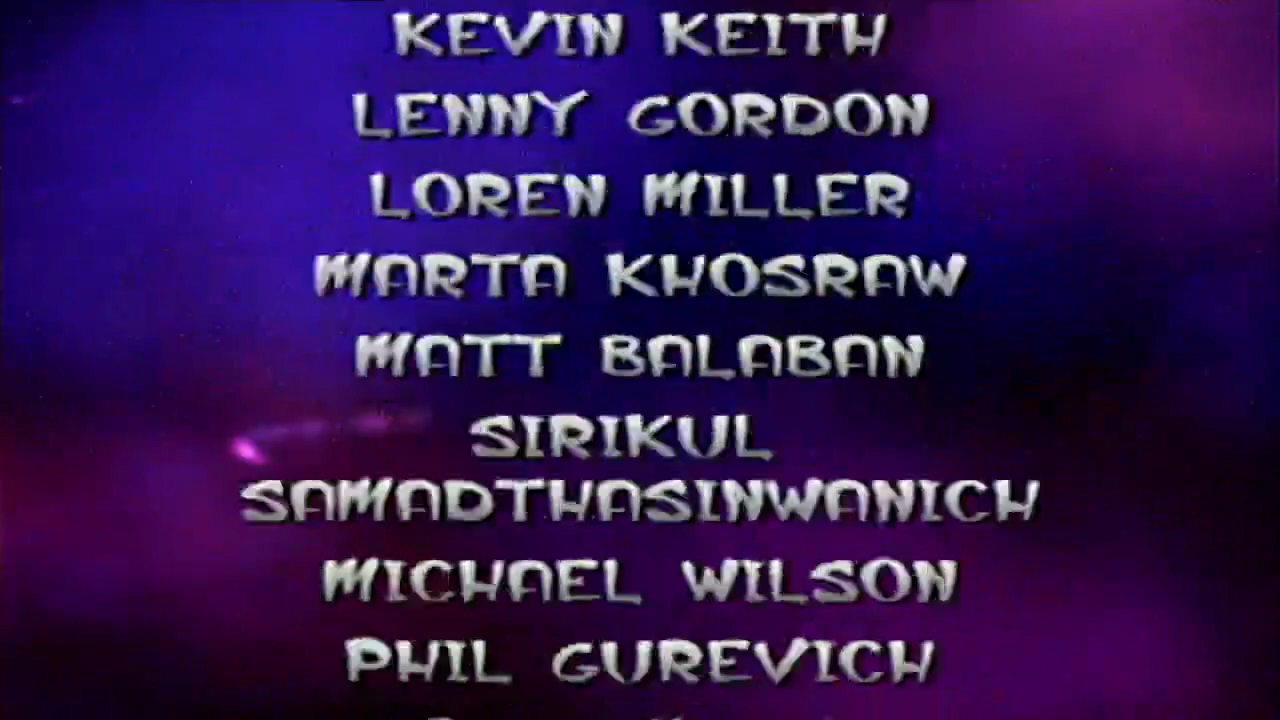 KEVIN KEITH
LENNY GORDON
LOREN MILLER
MARTA KHOSRAW
MATT BALABAN
SIRIKUL
SAMADTHASINWANICH
MICHAEL WILSON
PHIL GUREVICH